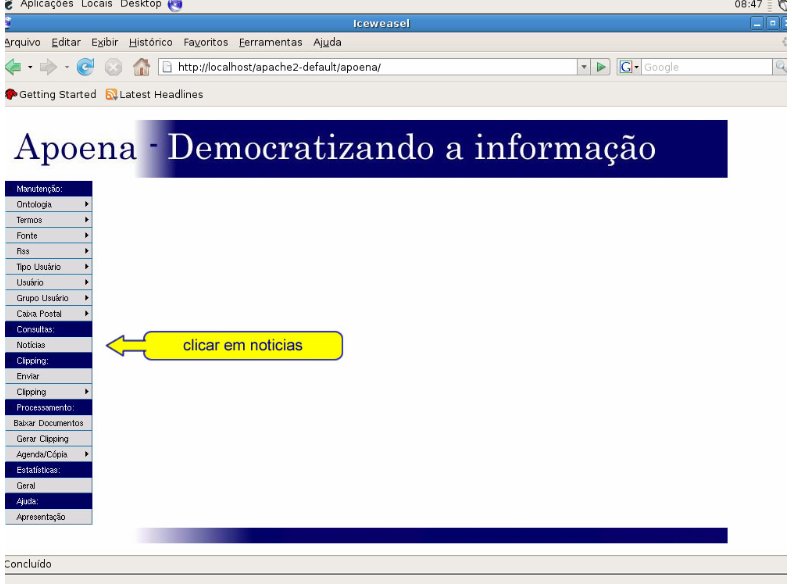 Aplicações Locais Desktop 08:47
Iceweasel
Arquivo Editar Exibir Histórico Favoritos Ferramentas Ajuda
http://localhost/apache2-default/apoena/ G Google
Getting Started Latest Headlines
Apoena - Democratizando a informação
Manutenção:
Ontologia
Termos
Fonte
Rss
Tipo Usuário
Usuário
Grupo Usuário
Caixa Postal
Consultas:
Notícias clicar em noticias
Clipping:
Enviar
Clipping
Processamento:
Baixar Documentos
Gerar Clipping
Agenda/Cópia
Estatísticas:
Geral
Ajuda:
Apresentação
Concluído